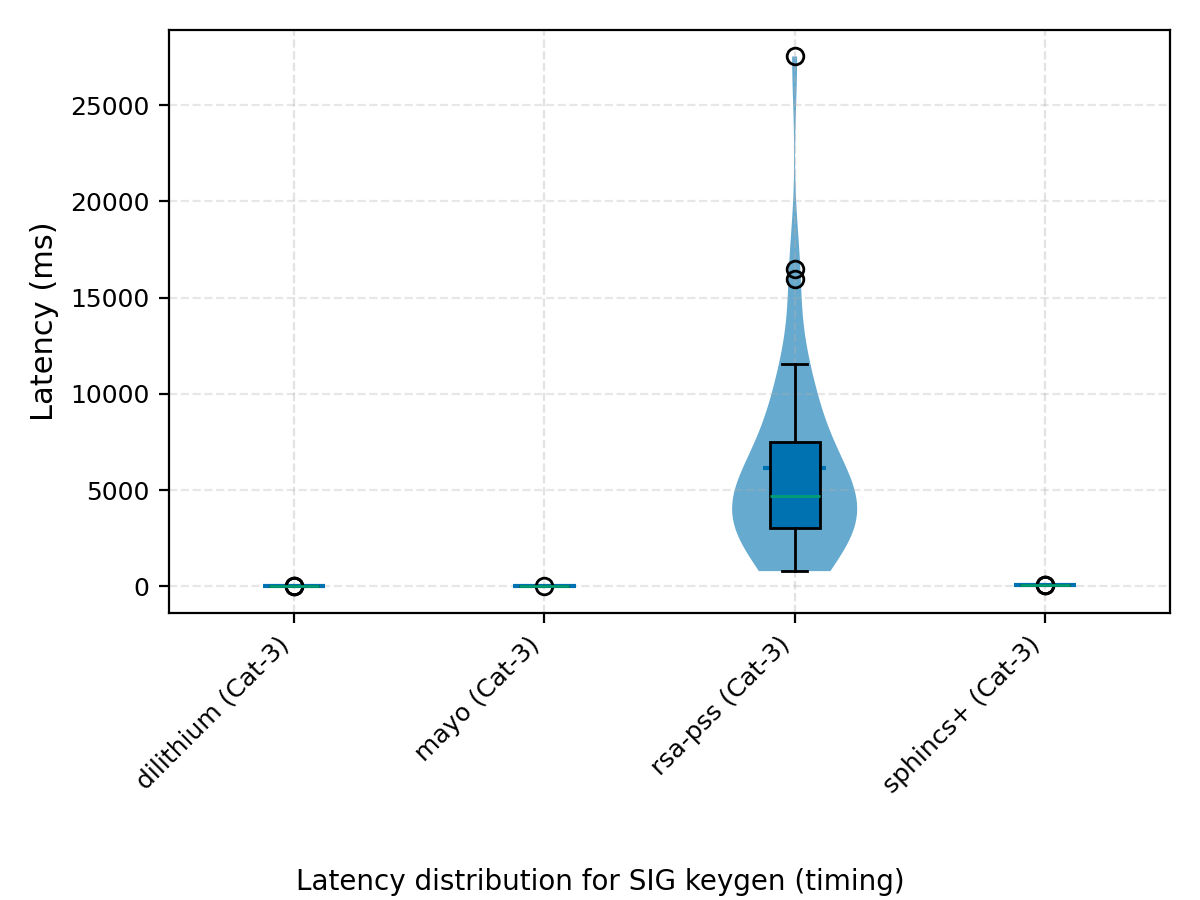 25000
20000
15000
10000
5000
0
Latency (ms)
dilithium (Cat-3)
mayo (Cat-3)
rsa-pss (Cat-3)
sphincs+ (Cat-3)
Latency distribution for SIG keygen (timing)